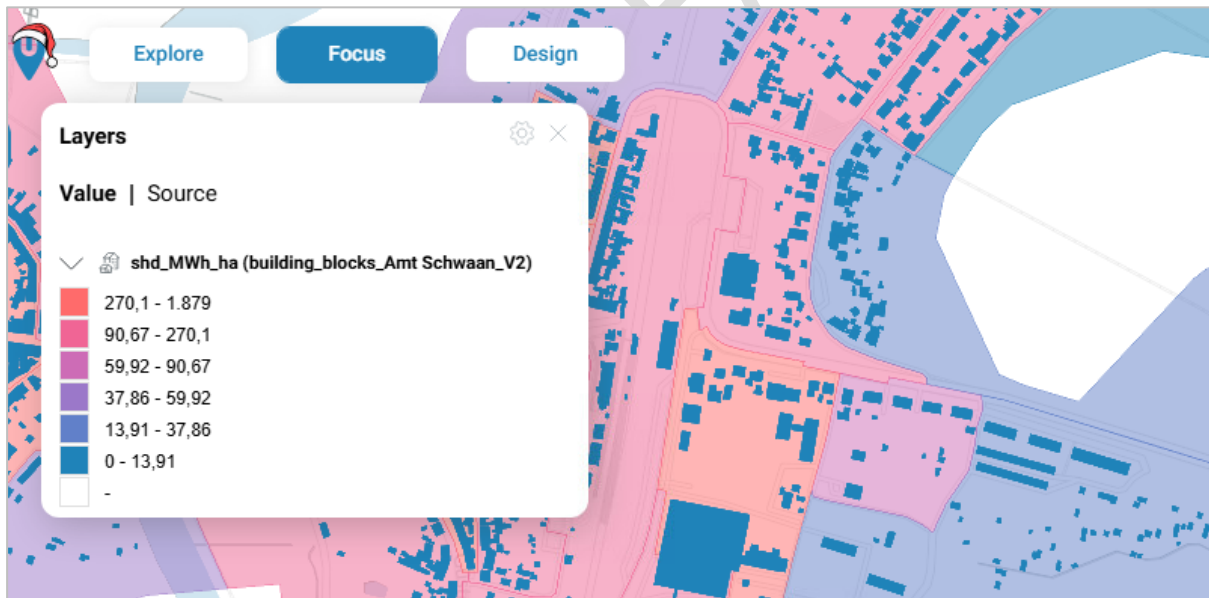 Explore
Focus
Design
Layers
Value | Source
shd_MWh_ha (building_blocks_Amt Schwaan_V2)
270,1 - 1.879
90,67 - 270,1
59,92 - 90,67
37,86 - 59,92
13,91 - 37,86
0 - 13,91
-